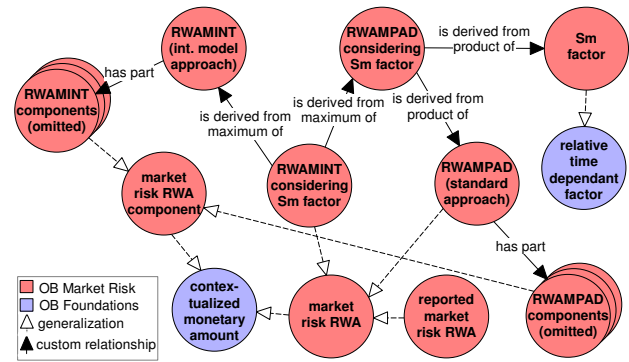 RWAMINT
(int. model
approach)
RWAMPAD
considering
Sm factor
is derived from
product of
Sm
factor
has part
RWAMINT
components
(omitted)
is derived from
maximum of
is derived from
maximum of
is derived from
product of
market
risk RWA
component
RWAMINT
considering
Sm factor
RWAMPAD
(standard
approach)
relative
time
dependant
factor
has part
OB Market Risk
OB Foundations
generalization
custom relationship
contex-
tualized
monetary
amount
market
risk RWA
reported
market
risk RWA
RWAMPAD
components
(omitted)